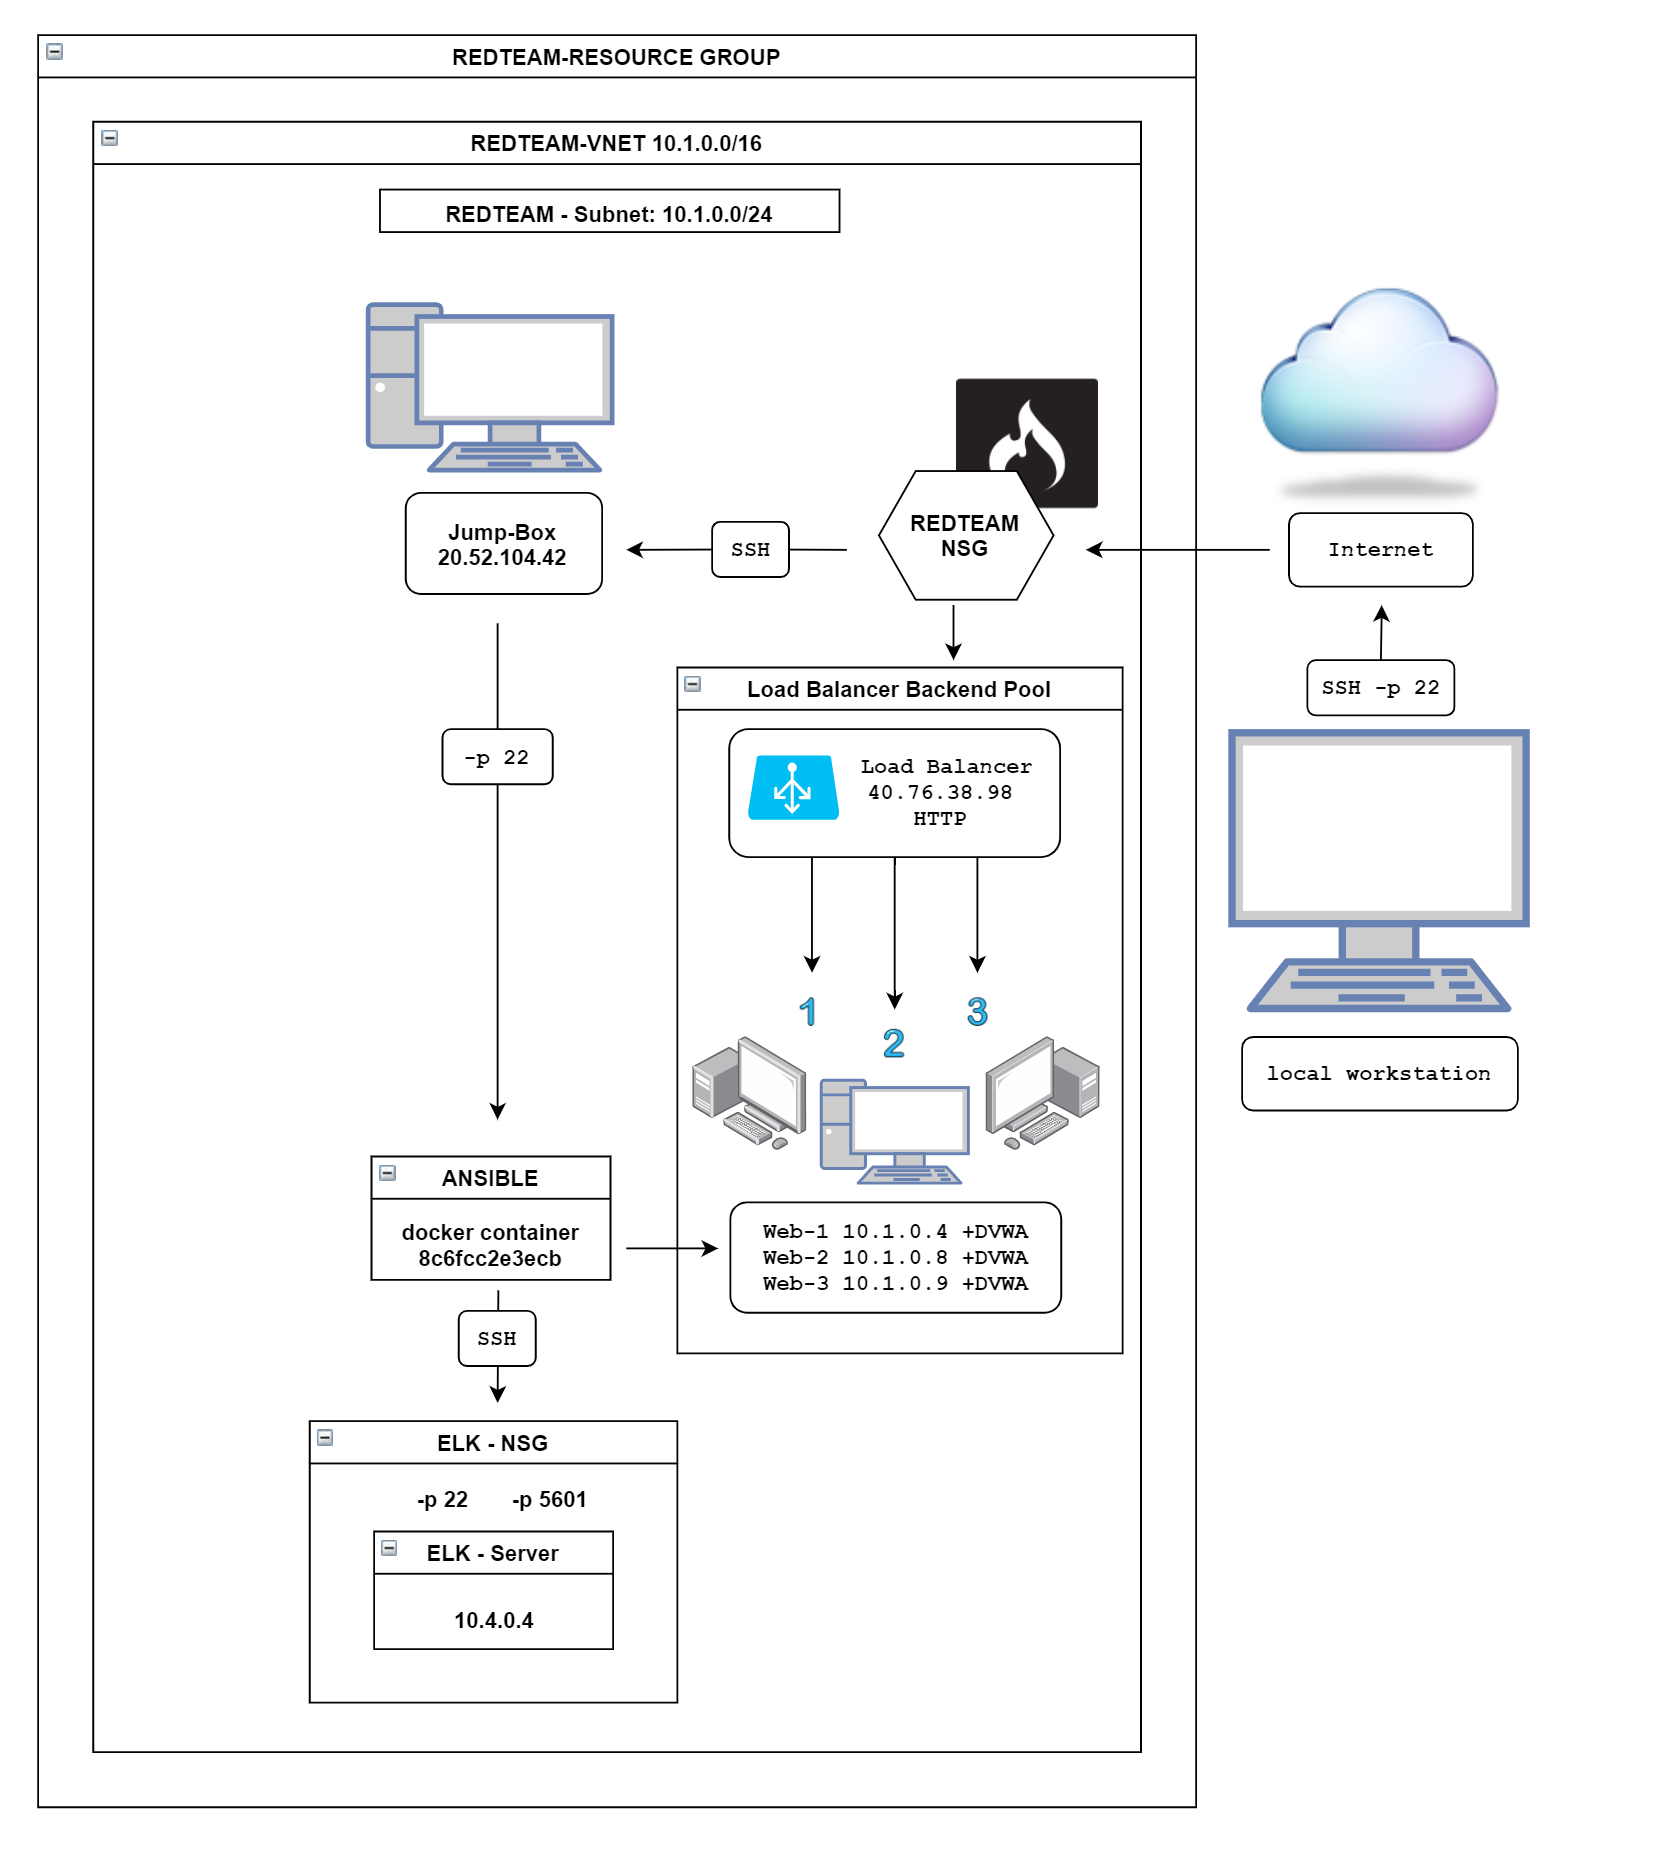 REDTEAM-RESOURCE GROUP
REDTEAM-VNET 10.1.0.0/16
REDTEAM - Subnet: 10.1.0.0/24
Jump-Box
20.52.104.42
SSH
REDTEAM
NSG
Internet
SSH -p 22
local workstation
-p 22
Load Balancer Backend Pool
Load Balancer
40.76.38.98
HTTP
1
2
3
Web-1 10.1.0.4 +DVWA
Web-2 10.1.0.8 +DVWA
Web-3 10.1.0.9 +DVWA
ANSIBLE
docker container
8c6fcc2e3ecb
SSH
ELK - NSG
-p 22 -p 5601
ELK - Server
10.4.0.4